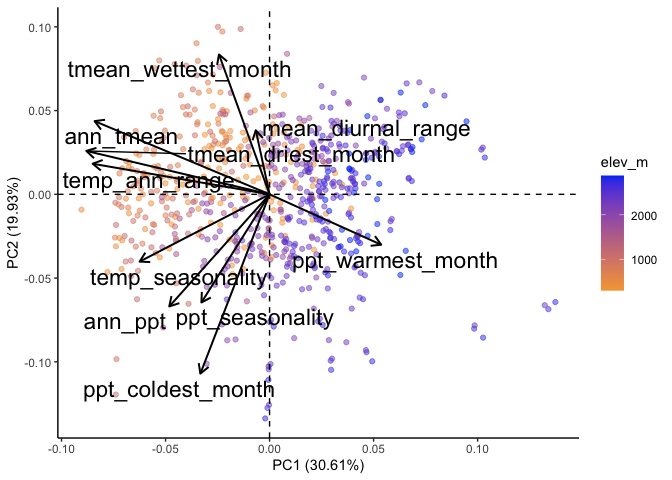 0.10
0.05
0.00
-0.05
-0.10
PC2 (19.93%)
tmean_wettest_month
ann_tmean
mean_diurnal_range
tmean_driest_month
temp_ann_range
ppt_warmest_month
temp_seasonality
ann_ppt
ppt_seasonality
ppt_coldest_month
-0.10
-0.05
0.00
0.05
0.10
PC1 (30.61%)
elev_m
2000
1000